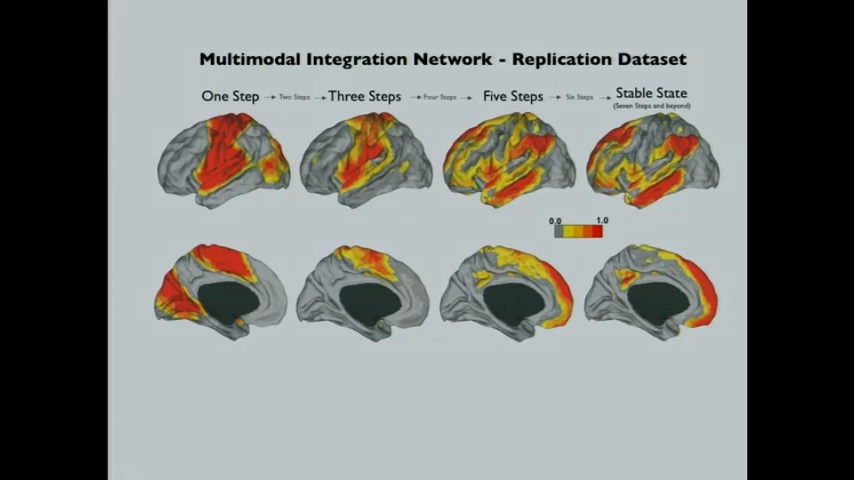 Multimodal Integration Network - Replication Dataset
One Step → Two Steps → Three Steps → Four Steps → Five Steps → Six Steps → Stable State
(Seven Steps and beyond)
0.0 1.0